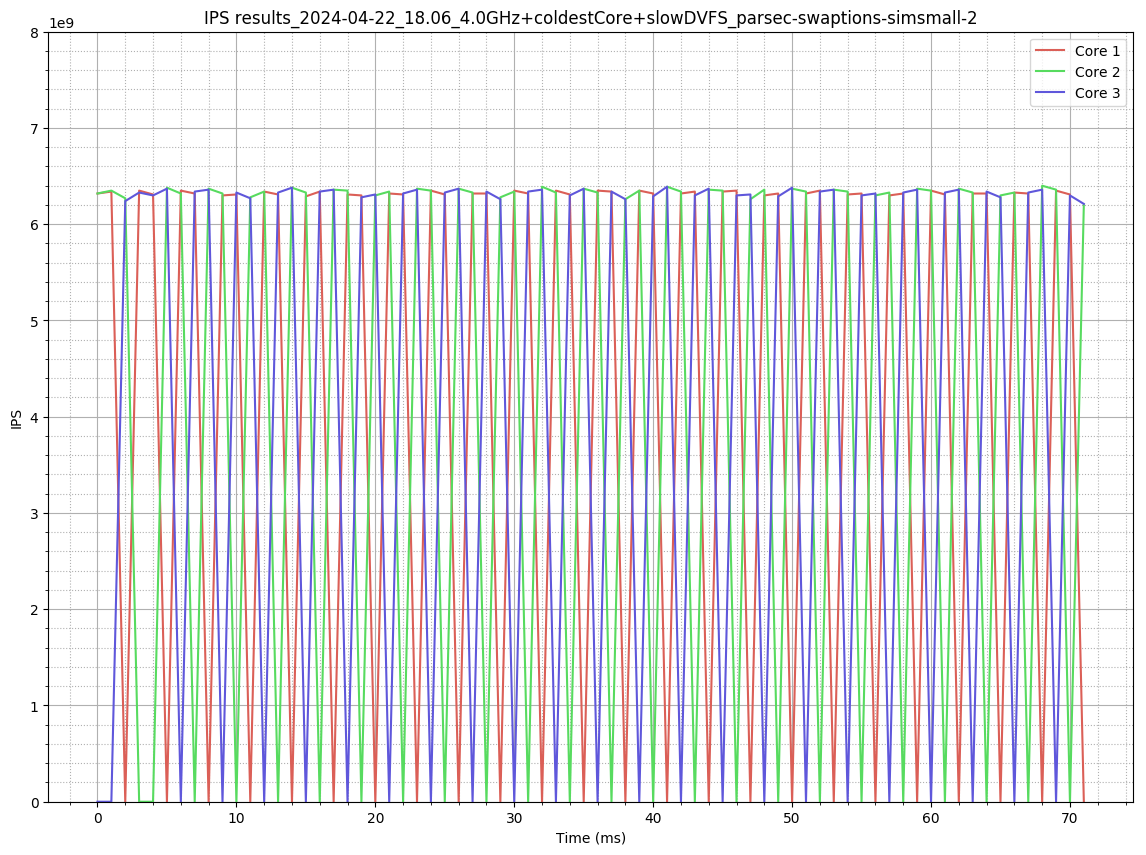 IPS results_2024-04-22_18.06_4.0GHz+coldestCore+slowDVFS_parsec-swaptions-simsmall-2
1e9
8
7
6
5
4
3
2
1
0
IPS
Core 1
Core 2
Core 3
0 10 20 30 40 50 60 70
Time (ms)